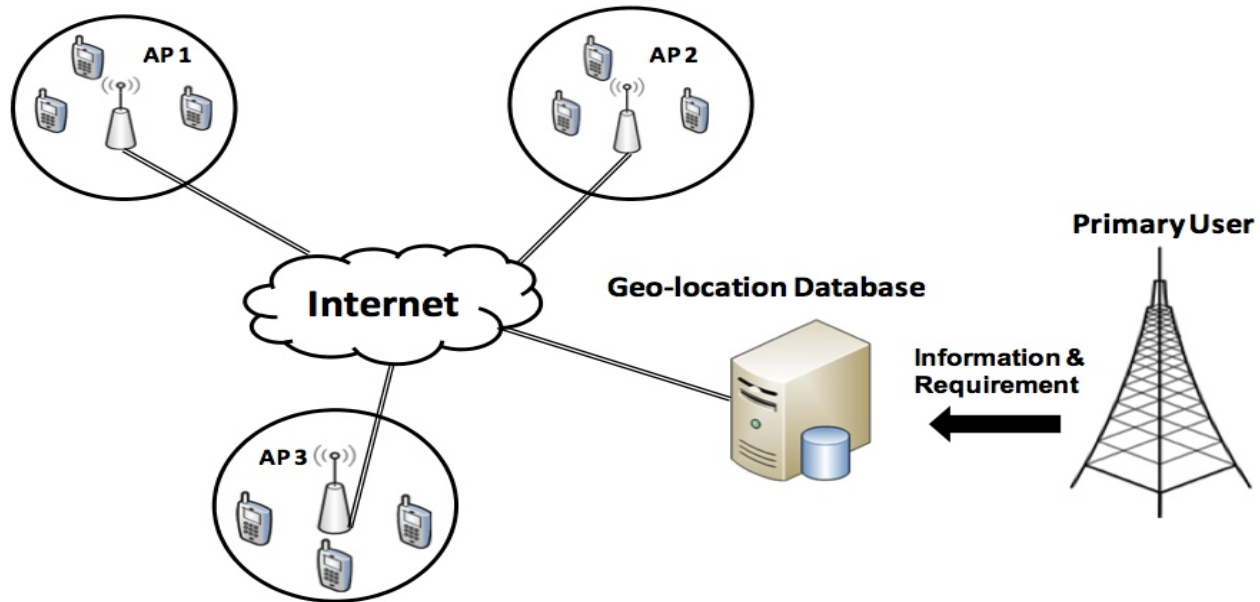 AP 1
AP 2
Primary User
Geo-location Database
Internet
Information &
Requirement
AP 3